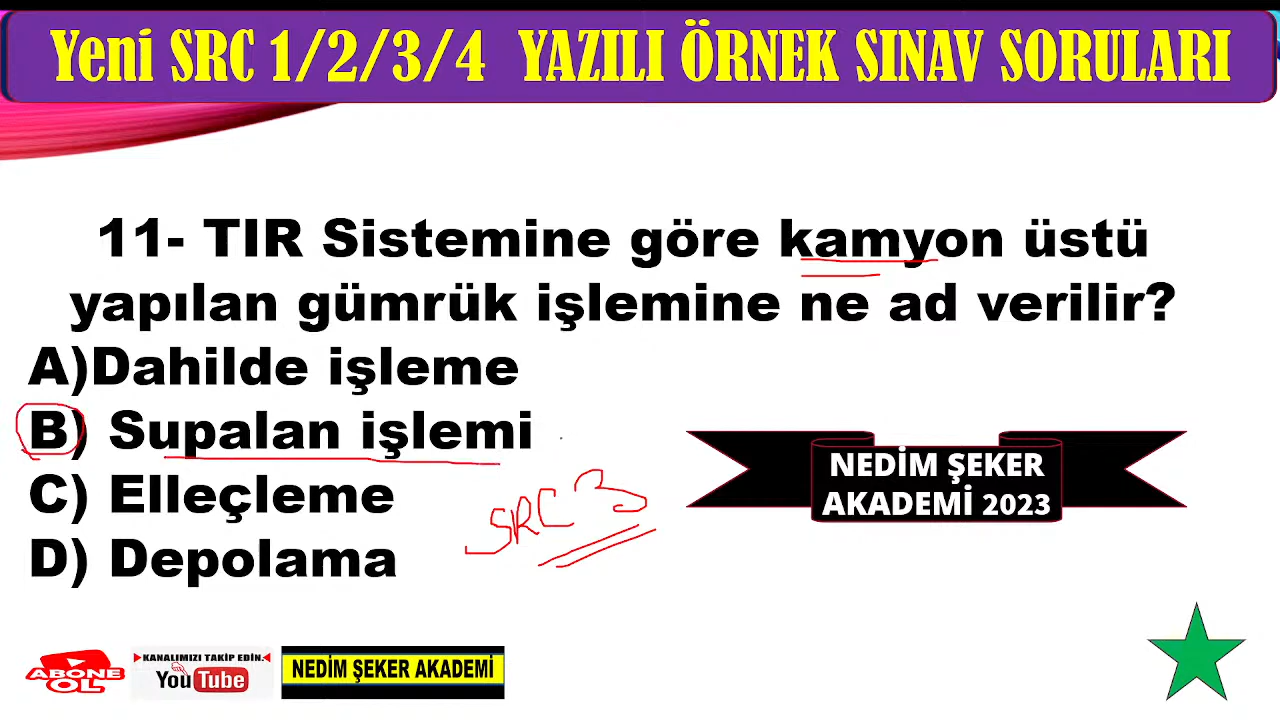 Yeni SRC 1/2/3/4 YAZILI ÖRNEK SINAV SORULARI
11- TIR Sistemine göre kamyon üstü
yapılan gümrük işlemine ne ad verilir?
A)Dahilde işleme
B) Supalan işlemi
C) Elleçleme
D) Depolama
SRC 3
NEDİM ŞEKER
AKADEMİ 2023
ABONE
OL
KANALIMIZI TAKİP EDİN.
YouTube
NEDİM ŞEKER AKADEMİ